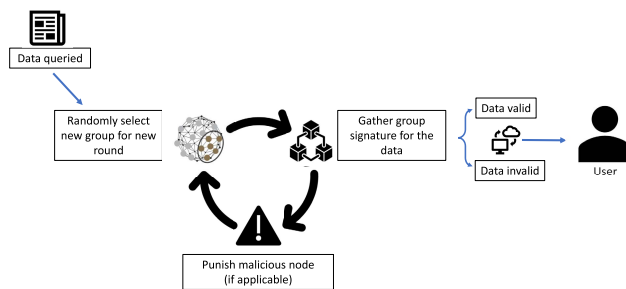 Data queried
Randomly select
new group for new
round
Gather group
signature for the
data
Data valid
Data invalid
User
Punish malicious node
(if applicable)